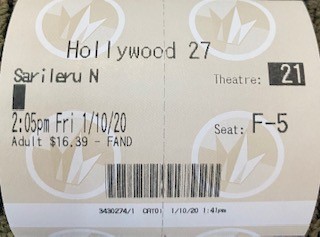 Hollywood 27
Sarileru N
Theatre: 21
2:05pm Fri 1/10/20
Adult $16.39 - FAND
Seat: F-5
3430274/1 CRT01 1/10/20 1:41pm